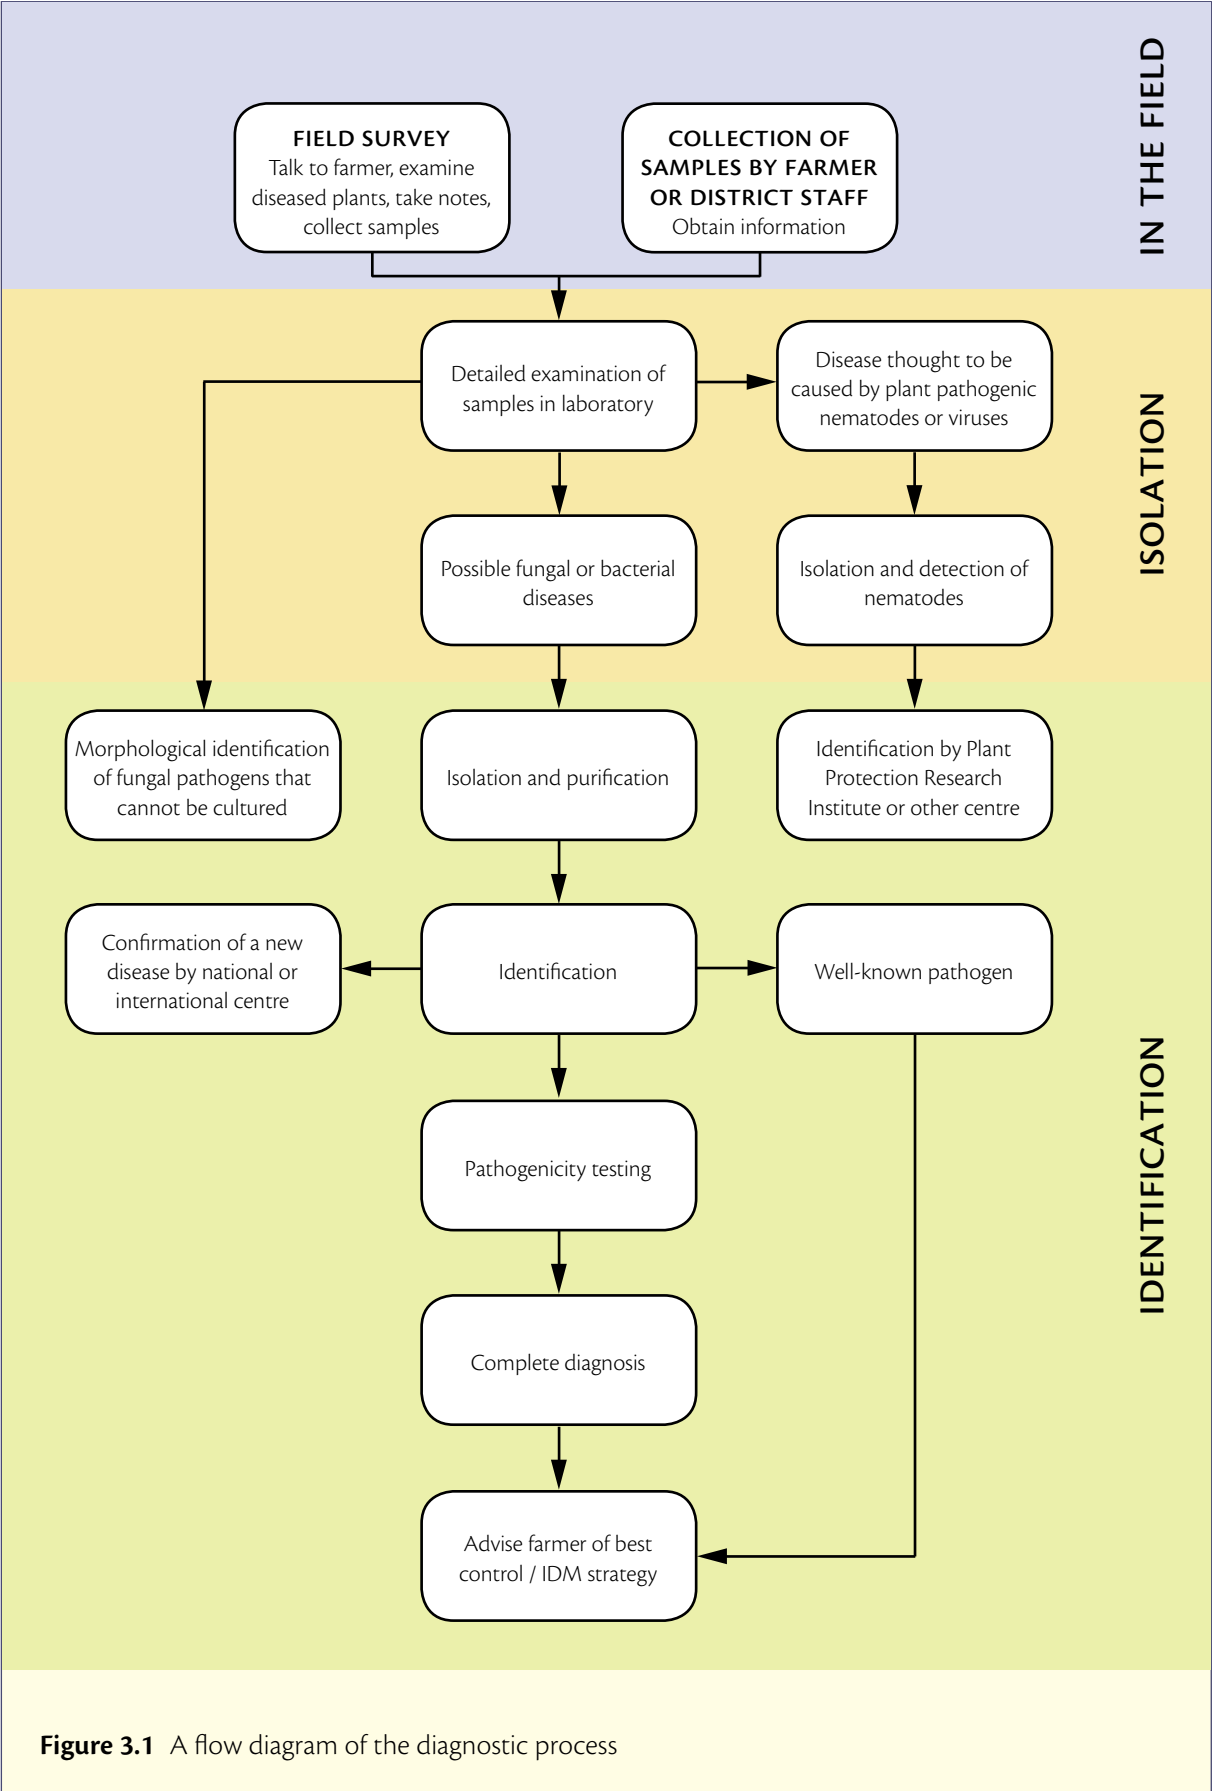 IN THE FIELD
FIELD SURVEY
Talk to farmer, examine
diseased plants, take notes,
collect samples
COLLECTION OF
SAMPLES BY FARMER
OR DISTRICT STAFF
Obtain information
ISOLATION
Detailed examination of
samples in laboratory
Disease thought to be
caused by plant pathogenic
nematodes or viruses
Possible fungal or bacterial
diseases
Isolation and detection of
nematodes
IDENTIFICATION
Morphological identification
of fungal pathogens that
cannot be cultured
Isolation and purification
Identification by Plant
Protection Research
Institute or other centre
Confirmation of a new
disease by national or
international centre
Identification
Well-known pathogen
Pathogenicity testing
Complete diagnosis
Advise farmer of best
control / IDM strategy
Figure 3.1 A flow diagram of the diagnostic process